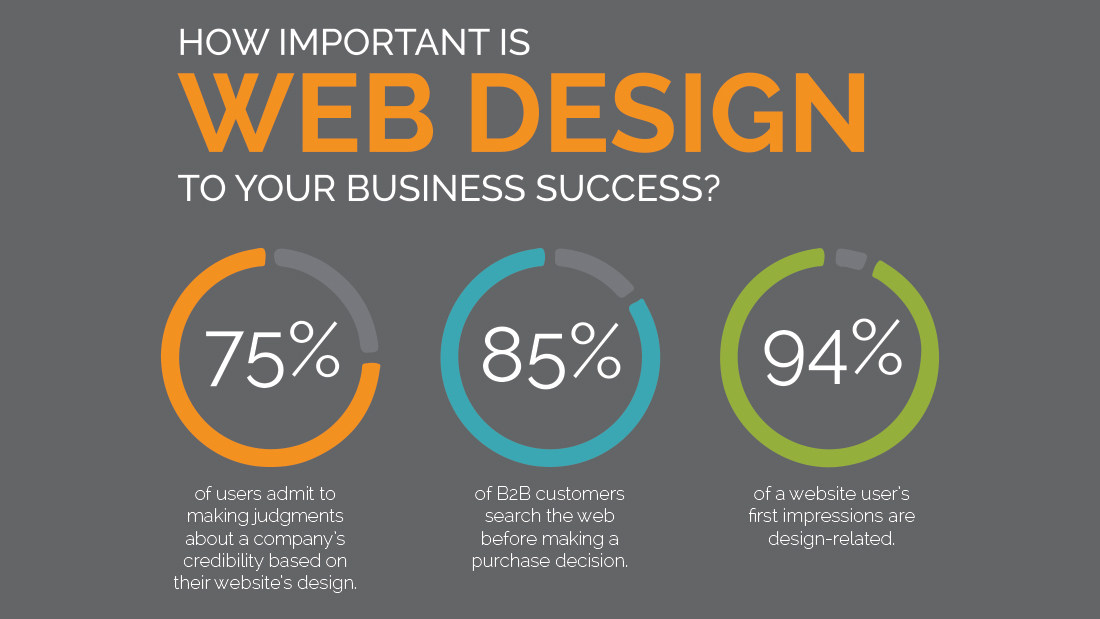 HOW IMPORTANT IS
WEB DESIGN
TO YOUR BUSINESS SUCCESS?
75%
of users admit to
making judgments
about a company's
credibility based on
their website's design.
85%
of B2B customers
search the web
before making a
purchase decision.
94%
of a website user's
first impressions are
design-related.